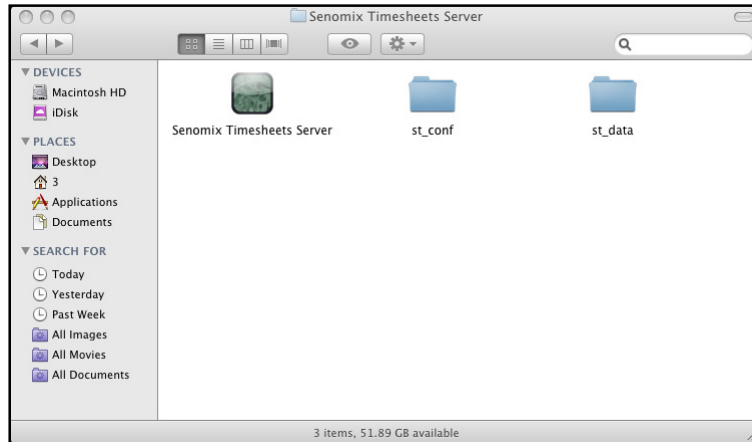 Senomix Timesheets Server
DEVICES
Macintosh HD
iDisk
PLACES
Desktop
3
Applications
Documents
SEARCH FOR
Today
Yesterday
Past Week
All Images
All Movies
All Documents
Senomix Timesheets Server
st_conf
st_data
3 items, 51.89 GB available